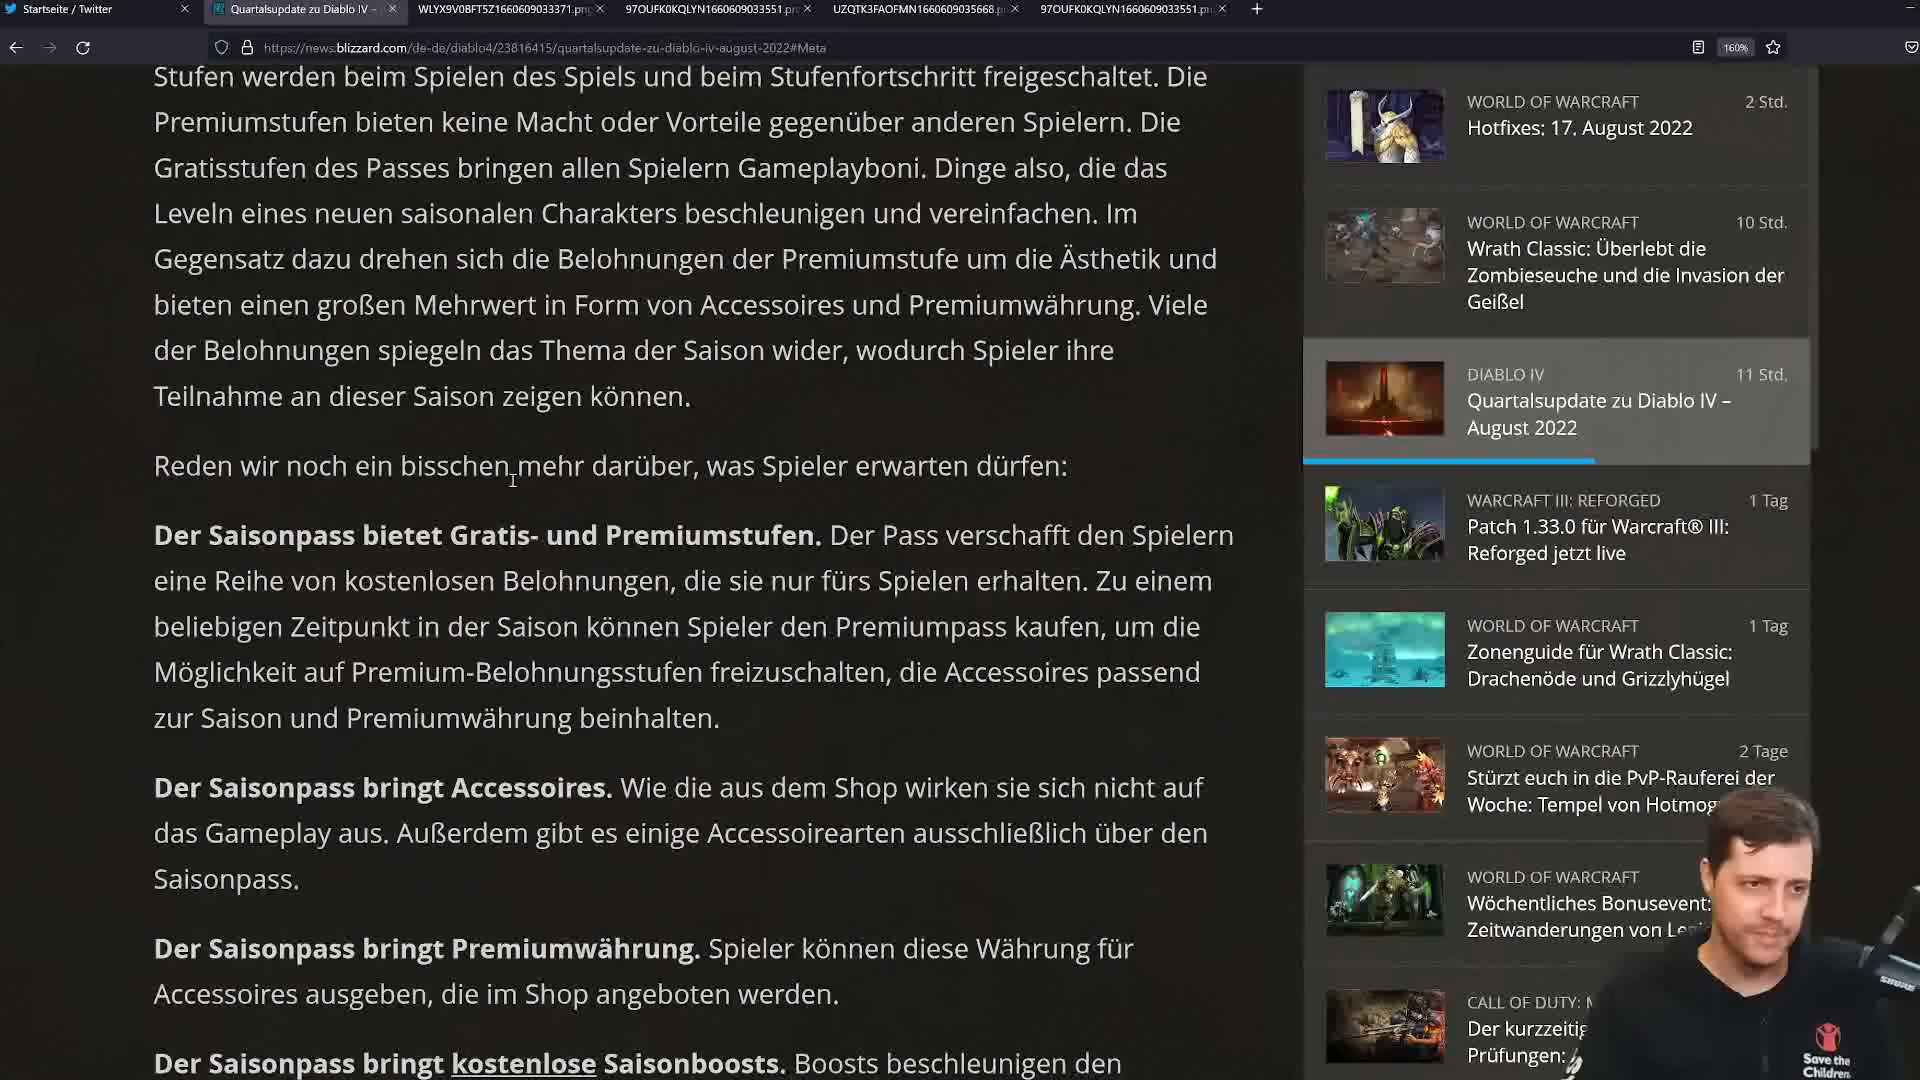 Startseite / Twitter
Quartalsupdate zu Diablo IV –
WLYX9V0BFT5Z1660609033371.pn
97OUFK0KQLYN1660609033551.pn
UZQTK3FAOFMN1660609035668.p
97OUFK0KQLYN1660609033551.pn
https://news.blizzard.com/de-de/diablo4/23816415/quartalsupdate-zu-diablo-iv-august-2022#Meta
160%
Stufen werden beim Spielen des Spiels und beim Stufenfortschritt freigeschaltet. Die
Premiumstufen bieten keine Macht oder Vorteile gegenüber anderen Spielern. Die
Gratisstufen des Passes bringen allen Spielern Gameplayboni. Dinge also, die das
Leveln eines neuen saisonalen Charakters beschleunigen und vereinfachen. Im
Gegensatz dazu drehen sich die Belohnungen der Premiumstufe um die Ästhetik und
bieten einen großen Mehrwert in Form von Accessoires und Premiumwährung. Viele
der Belohnungen spiegeln das Thema der Saison wider, wodurch Spieler ihre
Teilnahme an dieser Saison zeigen können.
Reden wir noch ein bisschen mehr darüber, was Spieler erwarten dürfen:
Der Saisonpass bietet Gratis- und Premiumstufen. Der Pass verschafft den Spielern
eine Reihe von kostenlosen Belohnungen, die sie nur fürs Spielen erhalten. Zu einem
beliebigen Zeitpunkt in der Saison können Spieler den Premiumpass kaufen, um die
Möglichkeit auf Premium-Belohnungsstufen freizuschalten, die Accessoires passend
zur Saison und Premiumwährung beinhalten.
Der Saisonpass bringt Accessoires. Wie die aus dem Shop wirken sie sich nicht auf
das Gameplay aus. Außerdem gibt es einige Accessoirearten ausschließlich über den
Saisonpass.
Der Saisonpass bringt Premiumwährung. Spieler können diese Währung für
Accessoires ausgeben, die im Shop angeboten werden.
Der Saisonpass bringt kostenlose Saisonboosts. Boosts beschleunigen den
WORLD OF WARCRAFT 2 Std.
Hotfixes: 17. August 2022
WORLD OF WARCRAFT 10 Std.
Wrath Classic: Überlebt die
Zombieseuche und die Invasion der
Geißel
DIABLO IV 11 Std.
Quartalsupdate zu Diablo IV –
August 2022
WARCRAFT III: REFORGED 1 Tag
Patch 1.33.0 für Warcraft® III:
Reforged jetzt live
WORLD OF WARCRAFT 1 Tag
Zonenguide für Wrath Classic:
Drachenöde und Grizzlyhügel
WORLD OF WARCRAFT 2 Tage
Stürzt euch in die PvP-Rauferei der
Woche: Tempel von Hotmog
WORLD OF WARCRAFT
Wöchentliches Bonusevent:
Zeitwanderungen von
CALL OF DUTY:
Der kurzzeitig
Prüfungen:
SHURE
Save the
Children